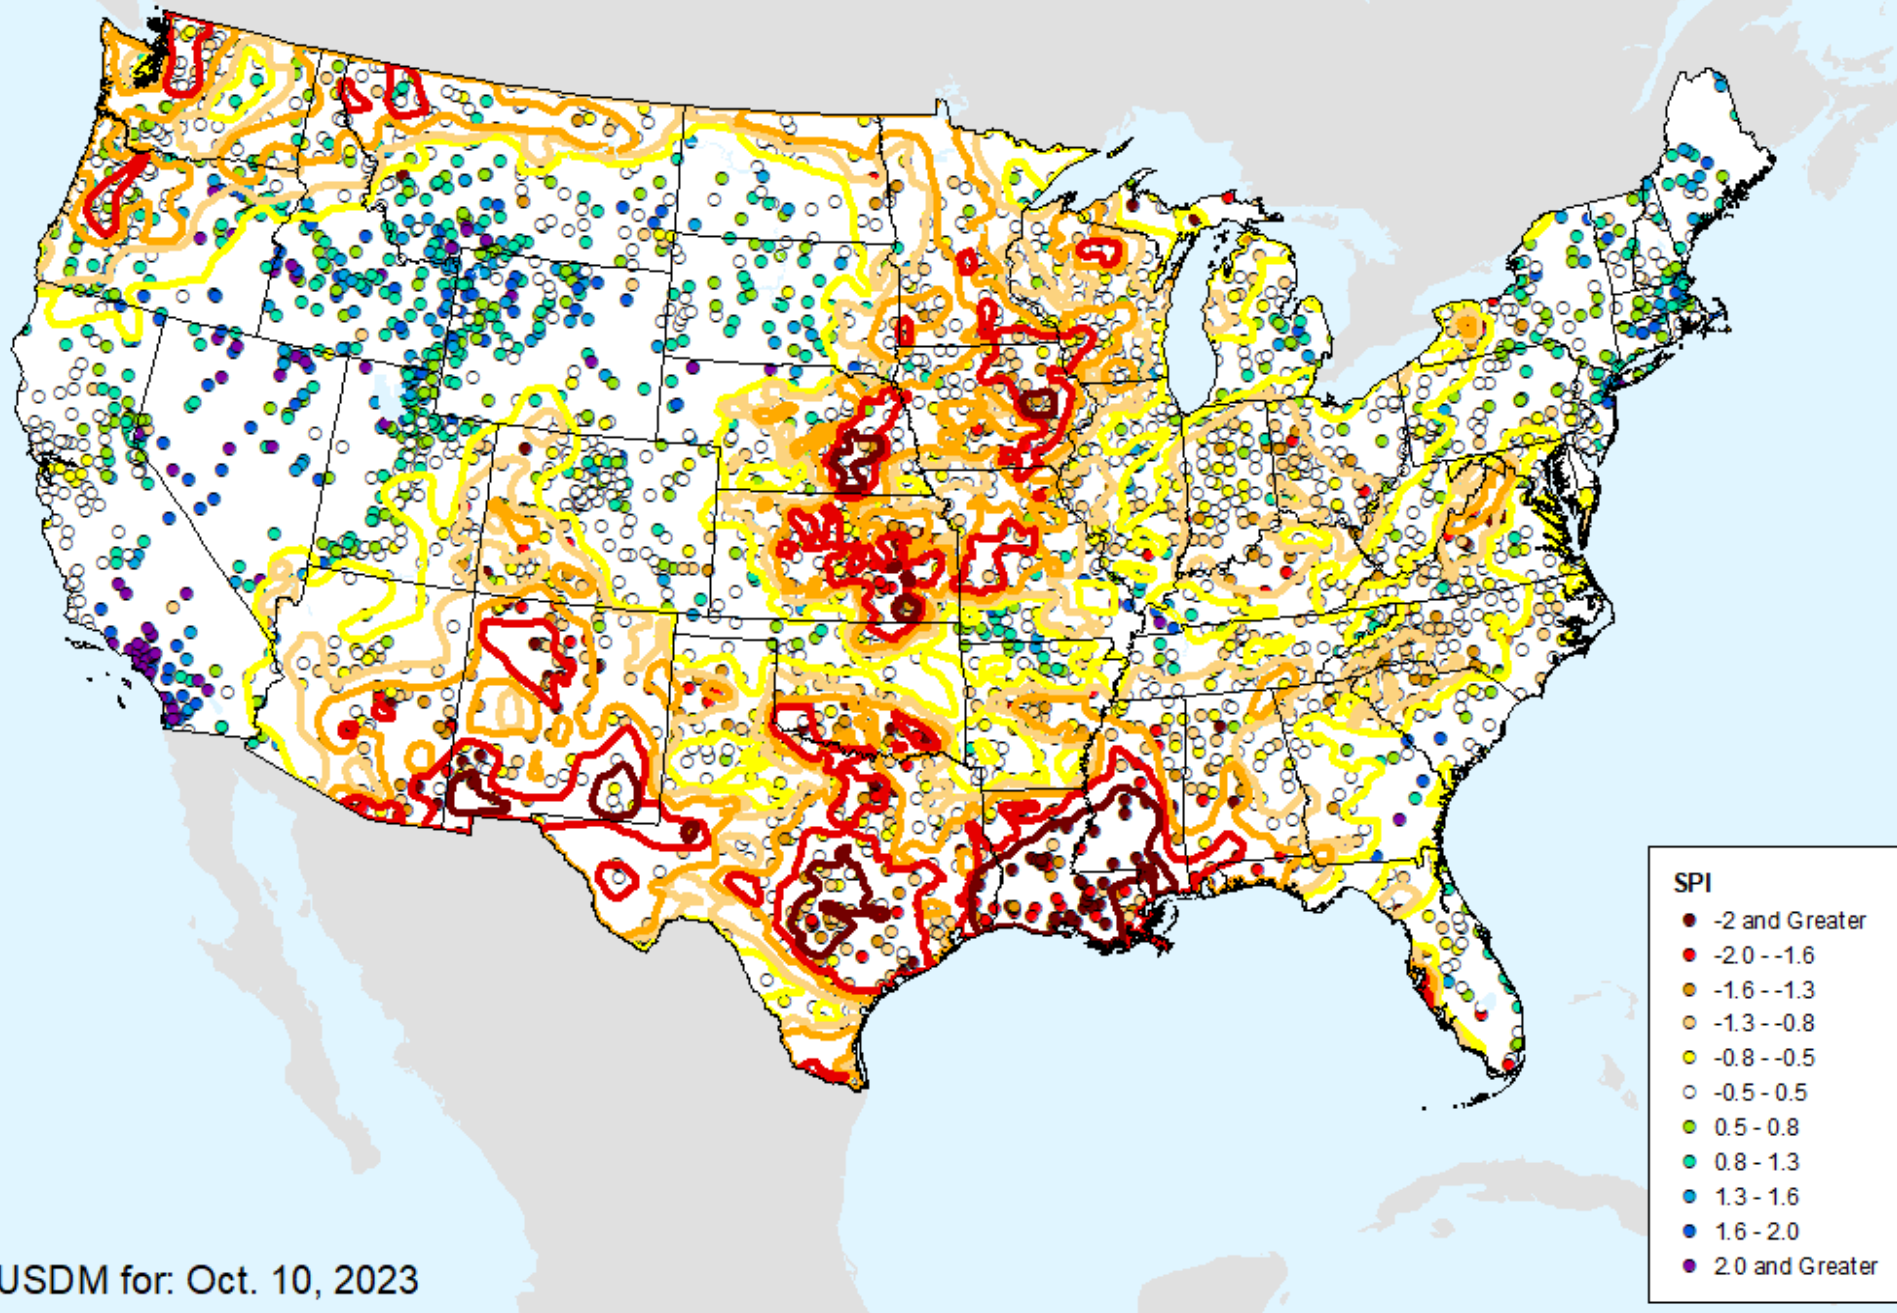 SPI
-2 and Greater
-2.0 - -1.6
-1.6 - -1.3
-1.3 - -0.8
-0.8 - -0.5
-0.5 - 0.5
0.5 - 0.8
0.8 - 1.3
1.3 - 1.6
1.6 - 2.0
2.0 and Greater
USDM for: Oct. 10, 2023